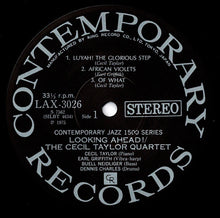 CONTEMPORARY
RECORDS
MANUFACTURED BY KING RECORD CO., LTD. TOKYO, JAPAN
1. LUYAH! THE GLORIOUS STEP
(Cecil Taylor)
2. AFRICAN VIOLETS
(Earl Griffith)
3. OF WHAT
(Cecil Taylor)
33⅓ r.p.m.
LAX-3026
STEREO
Side 1
CONTEMPORARY JAZZ 1500 SERIES
LOOKING AHEAD!/
THE CECIL TAYLOR QUARTET
CECIL TAYLOR (Piano)
EARL GRIFFITH (Vibra-harp)
BUELL NEIDLIGER (Bass)
DENNIS CHARLES (Drums)